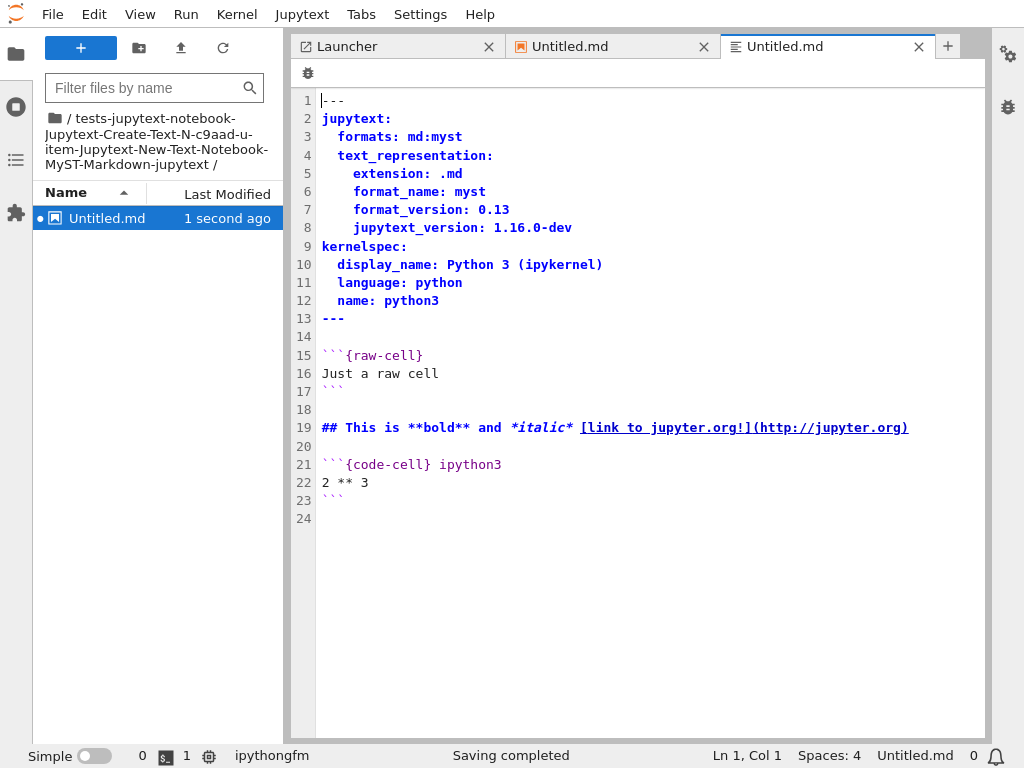 File Edit View Run Kernel Jupytext Tabs Settings Help
Filter files by name
/ tests-jupytext-notebook-
Jupytext-Create-Text-N-c9aad-u-
item-Jupytext-New-Text-Notebook-
MyST-Markdown-jupytext /
Name Last Modified
Untitled.md 1 second ago
Launcher Untitled.md Untitled.md
1 ---
2 jupytext:
3   formats: md:myst
4   text_representation:
5     extension: .md
6     format_name: myst
7     format_version: 0.13
8     jupytext_version: 1.16.0-dev
9 kernelspec:
10   display_name: Python 3 (ipykernel)
11   language: python
12   name: python3
13 ---
14
15 ```{raw-cell}
16 Just a raw cell
17 ```
18
19 ## This is **bold** and *italic* [link to jupyter.org!](http://jupyter.org)
20
21 ```{code-cell} ipython3
22 2 ** 3
23 ```
24
Simple 0 $_ 1 ipythongfm Saving completed Ln 1, Col 1 Spaces: 4 Untitled.md 0